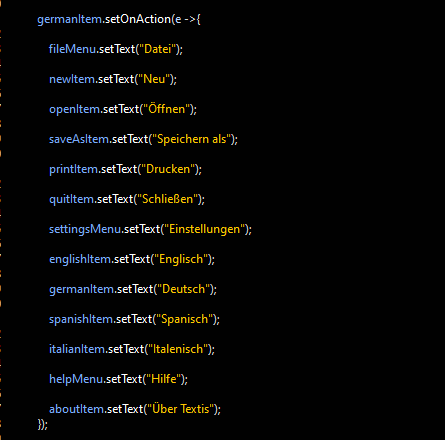 germanItem.setOnAction(e ->{
fileMenu.setText("Datei");
newItem.setText("Neu");
openItem.setText("Öffnen");
saveAsItem.setText("Speichern als");
printItem.setText("Drucken");
quitItem.setText("Schließen");
settingsMenu.setText("Einstellungen");
englishItem.setText("Englisch");
germanItem.setText("Deutsch");
spanishItem.setText("Spanisch");
italianItem.setText("Italenisch");
helpMenu.setText("Hilfe");
aboutItem.setText("Über Textis");
});